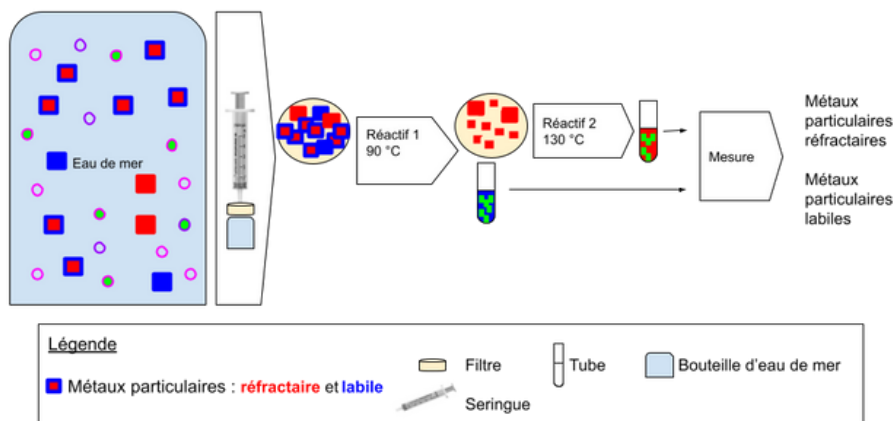 Eau de mer
Réactif 1
90 °C
Réactif 2
130 °C
Mesure
Métaux
particulaires
réfractaires
Métaux
particulaires
labiles
Légende
Métaux particulaires : réfractaire et labile
Filtre
Seringue
Tube
Bouteille d'eau de mer